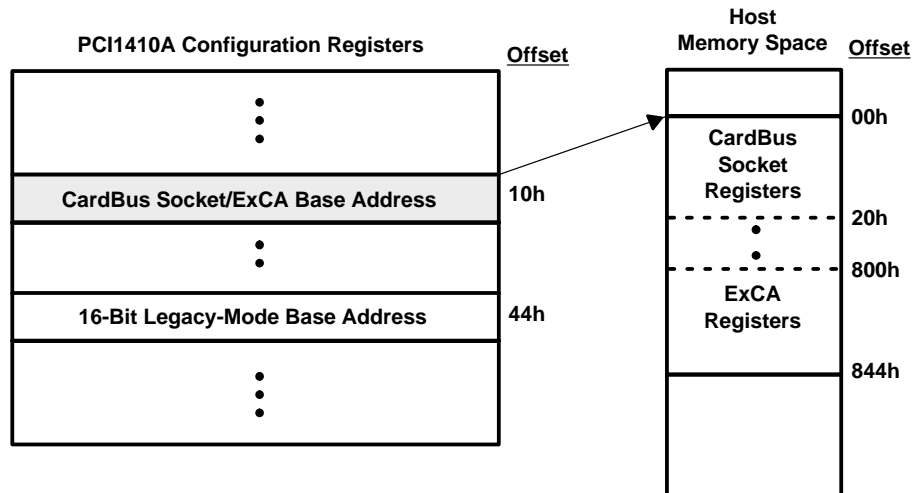 PCI1410A Configuration Registers
Offset
CardBus Socket/ExCA Base Address
10h
16-Bit Legacy-Mode Base Address
44h
Host
Memory Space
Offset
00h
CardBus
Socket
Registers
20h
800h
ExCA
Registers
844h